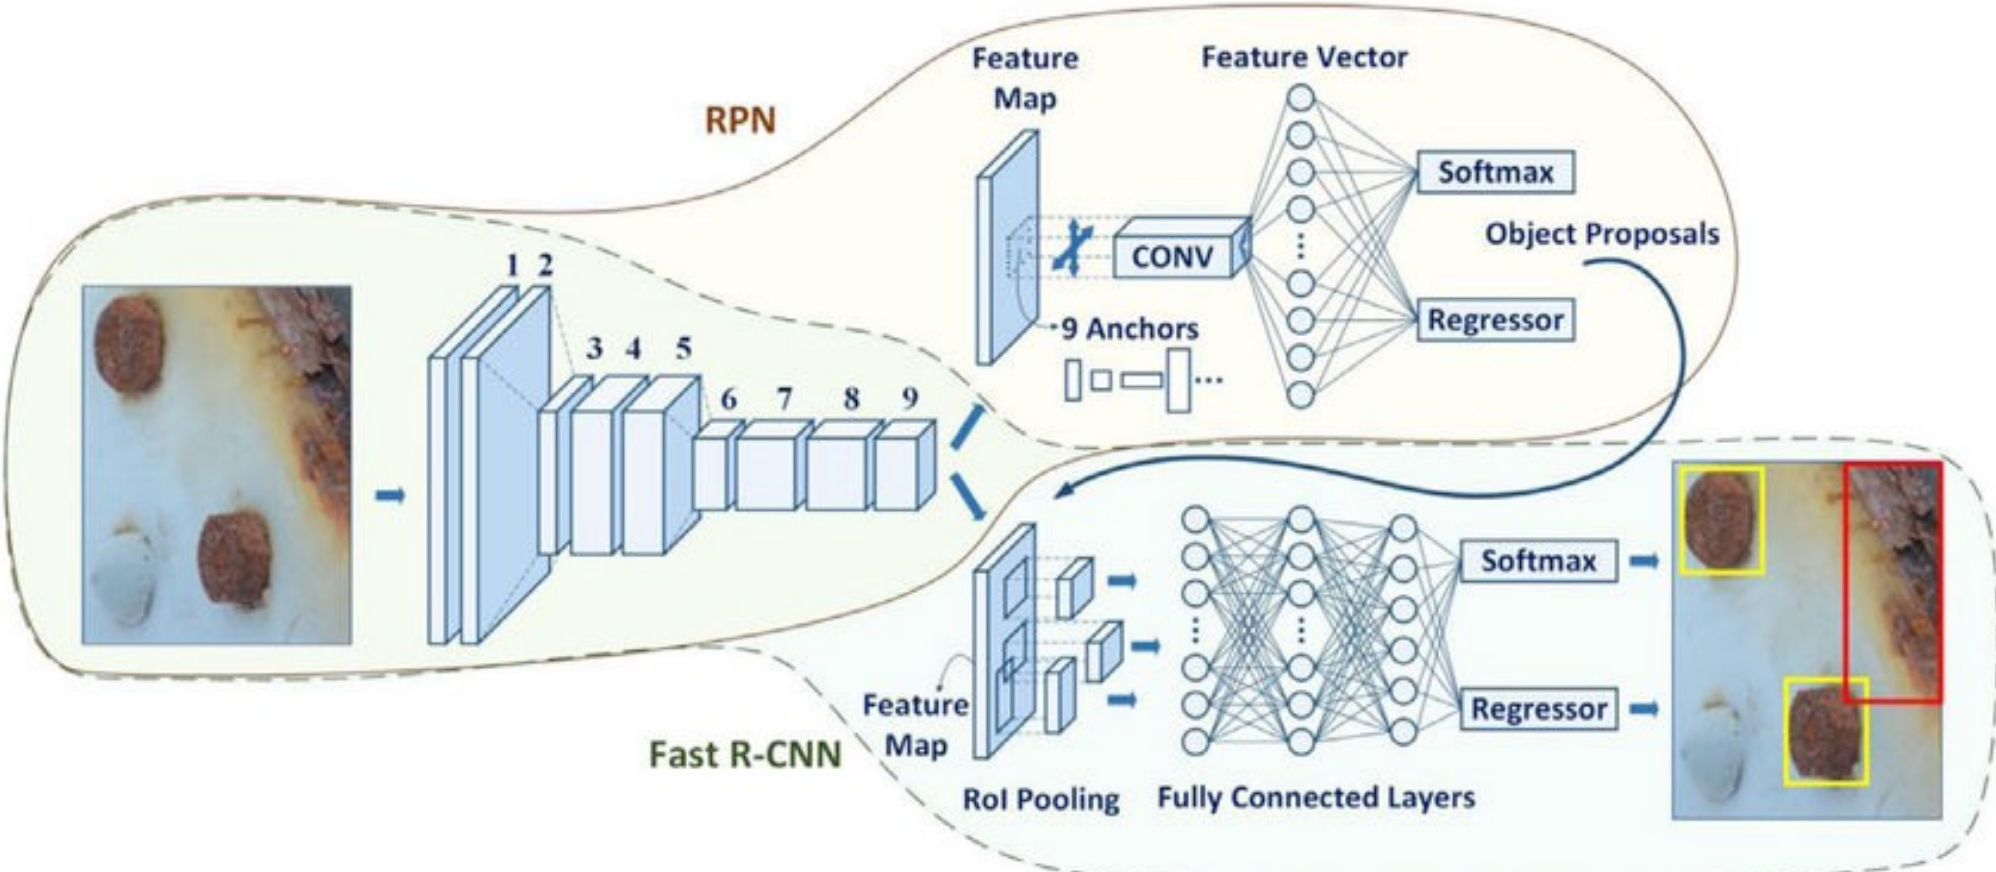 RPN
Feature
Map
Feature Vector
CONV
Softmax
Object Proposals
Regressor
9 Anchors
...
1 2
3 4 5
6 7 8 9
Feature
Map
Softmax
Regressor
Fast R-CNN
RoI Pooling
Fully Connected Layers